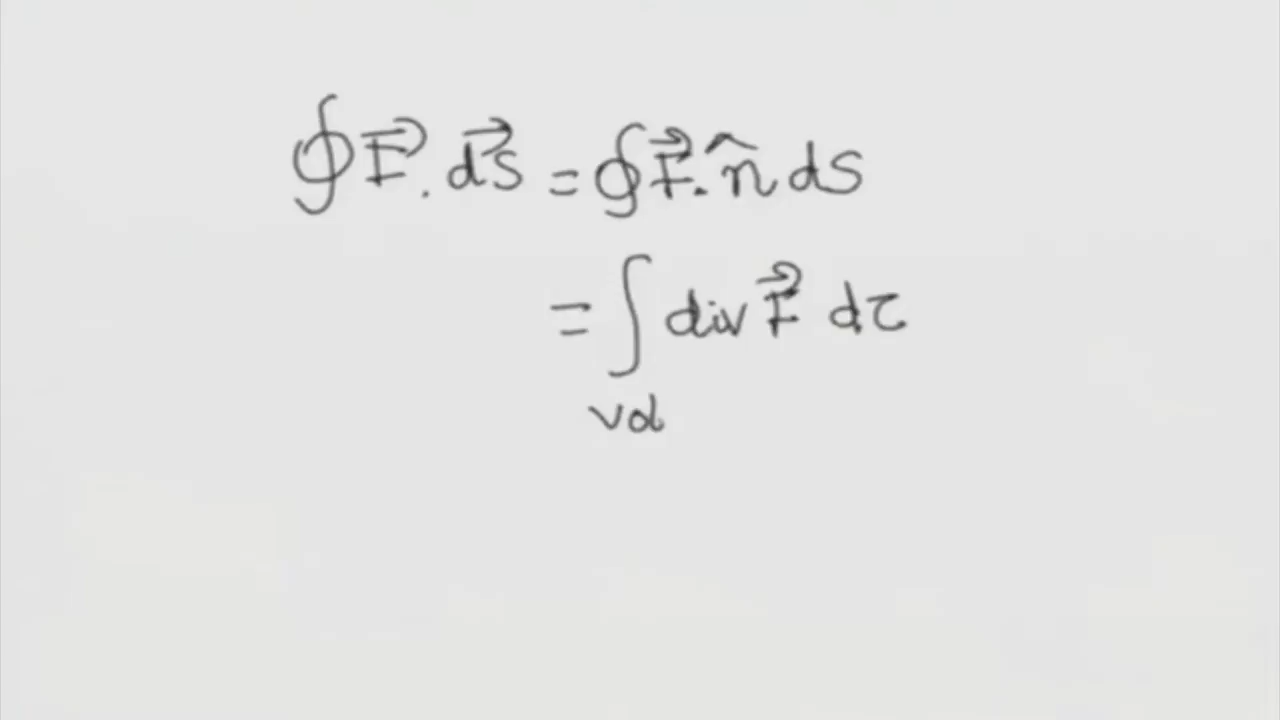 ∮F⃗.ds⃗ = ∮F⃗.n̂ ds
= ∫ div F⃗ dτ
vol